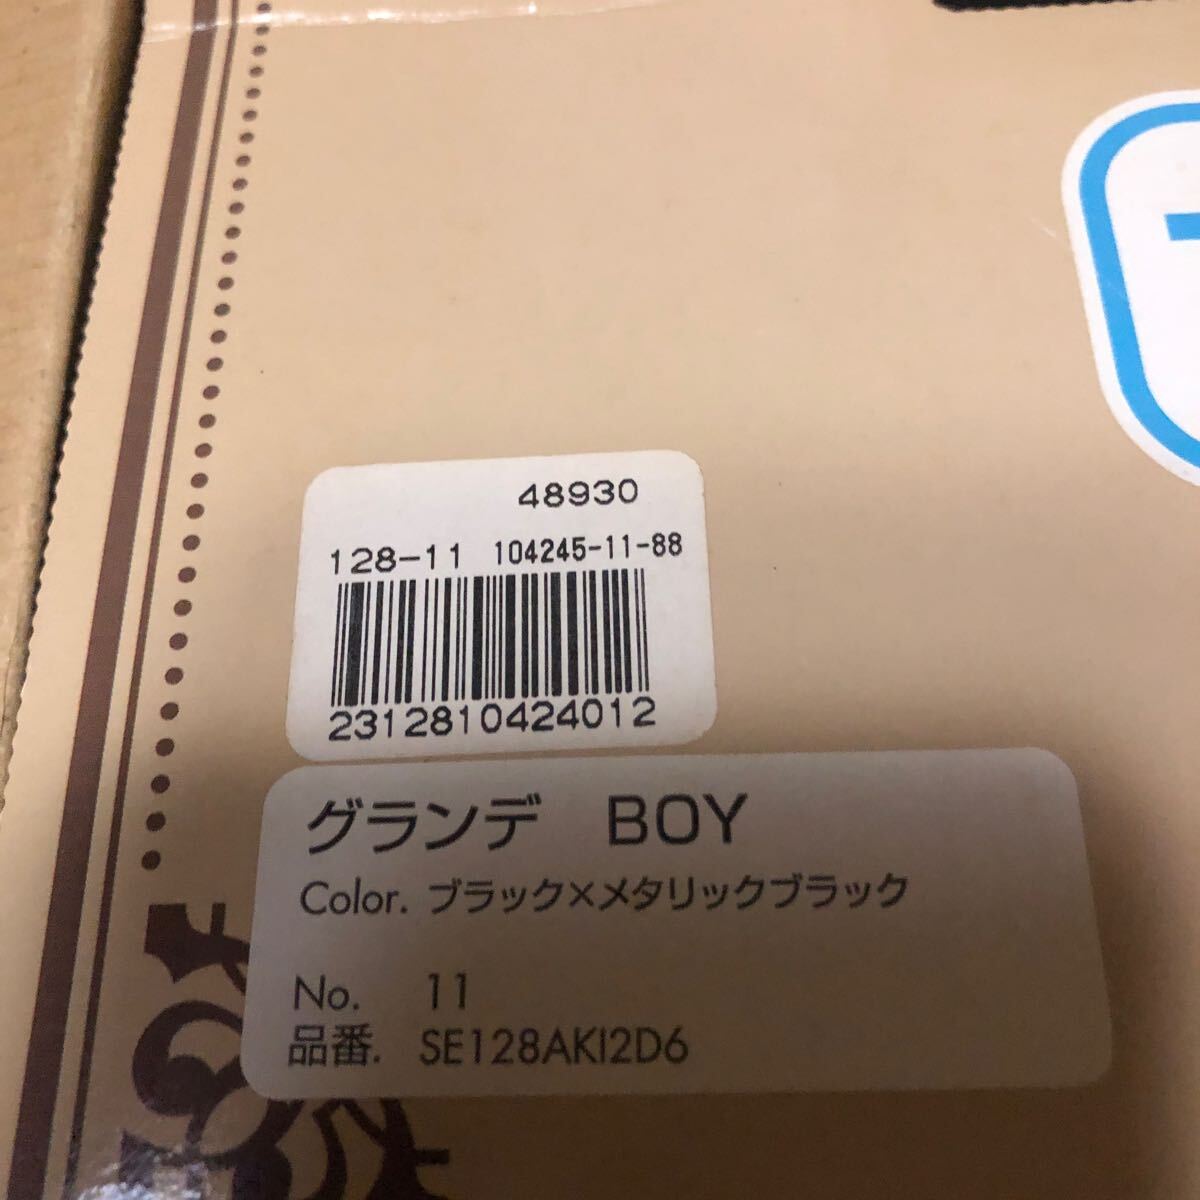 48930
128-11 104245-11-88
2312810424012
グランデ BOY
Color. ブラック×メタリックブラック
No. 11
品番. SE128AKI2D6